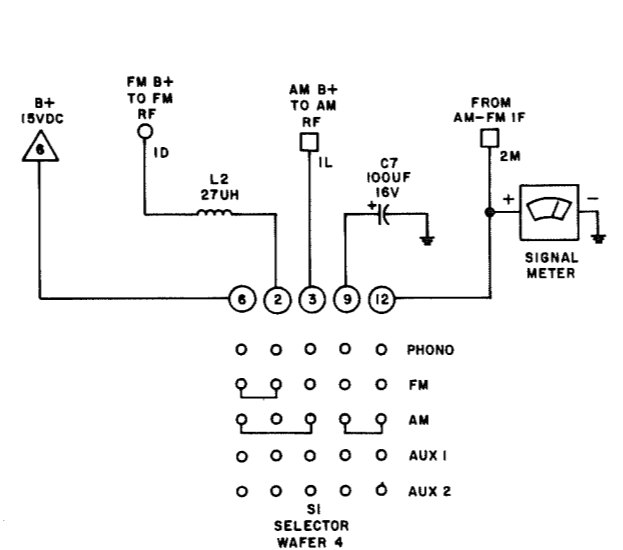 B+
15VDC
6
FM B+
TO FM
RF
1D
L2
27UH
AM B+
TO AM
RF
1L
C7
100UF
16V
+
FROM
AM-FM IF
2M
+
-
SIGNAL
METER
6 2 3 9 12
PHONO
FM
AM
AUX 1
AUX 2
S1
SELECTOR
WAFER 4